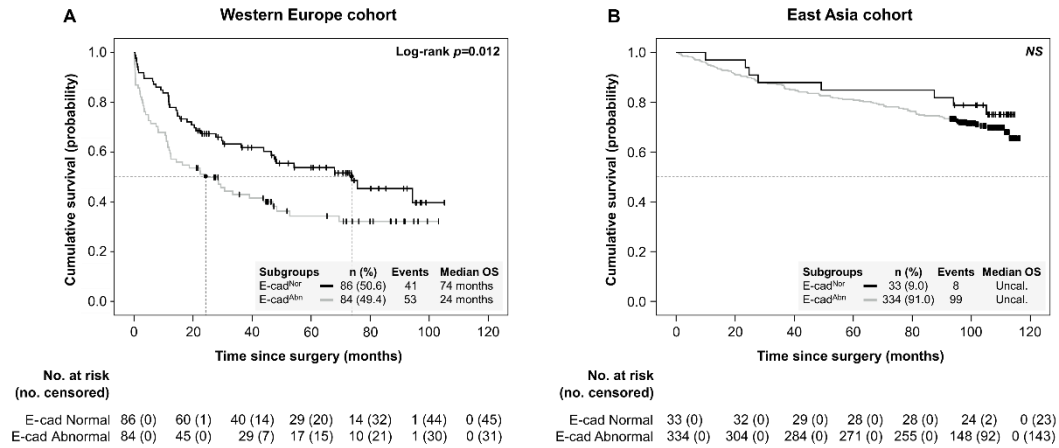 A Western Europe cohort
Log-rank p=0.012
Cumulative survival (probability)
1.0
0.8
0.6
0.4
0.2
0.0
Subgroups n (%) Events Median OS
E-cadNor 86 (50.6) 41 74 months
E-cadAbn 84 (49.4) 53 24 months
0 20 40 60 80 100 120
Time since surgery (months)
No. at risk
(no. censored)
E-cad Normal 86 (0) 60 (1) 40 (14) 29 (20) 14 (32) 1 (44) 0 (45)
E-cad Abnormal 84 (0) 45 (0) 29 (7) 17 (15) 10 (21) 1 (30) 0 (31)
B East Asia cohort
NS
Cumulative survival (probability)
1.0
0.8
0.6
0.4
0.2
0.0
Subgroups n (%) Events Median OS
E-cadNor 33 (9.0) 8 Uncal.
E-cadAbn 334 (91.0) 99 Uncal.
0 20 40 60 80 100 120
Time since surgery (months)
No. at risk
(no. censored)
E-cad Normal 33 (0) 32 (0) 29 (0) 28 (0) 28 (0) 24 (2) 0 (23)
E-cad Abnormal 334 (0) 304 (0) 284 (0) 271 (0) 255 (0) 148 (92) 0 (142)